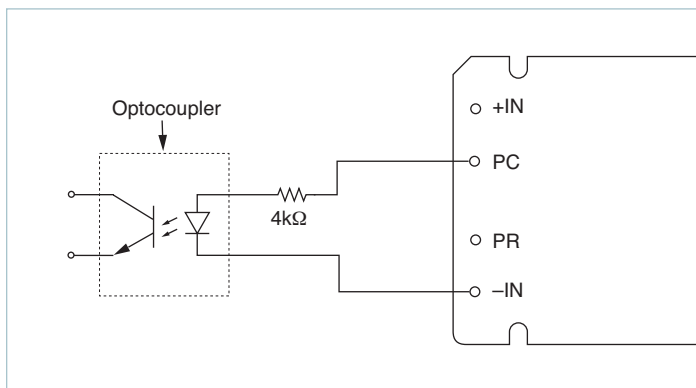 Optocoupler
+IN
PC
4kΩ
PR
–IN